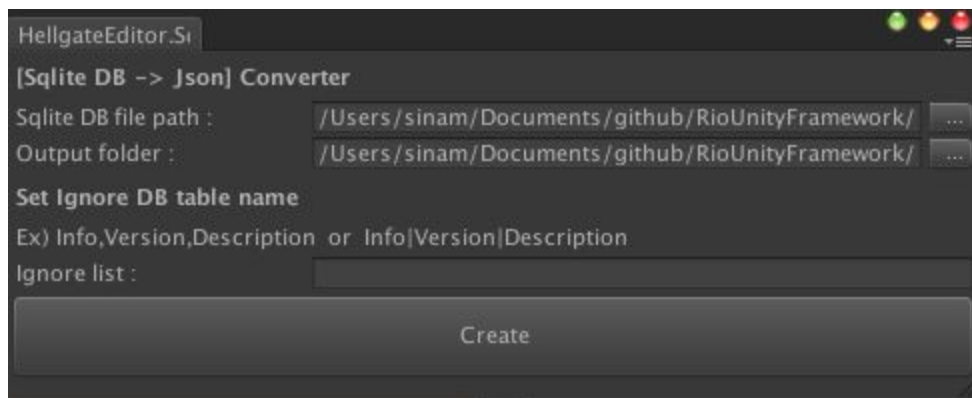 HellgateEditor.S
[Sqlite DB -> Json] Converter
Sqlite DB file path : /Users/sinam/Documents/github/RioUnityFramework/ ...
Output folder : /Users/sinam/Documents/github/RioUnityFramework/ ...
Set Ignore DB table name
Ex) Info,Version,Description or Info|Version|Description
Ignore list :
Create